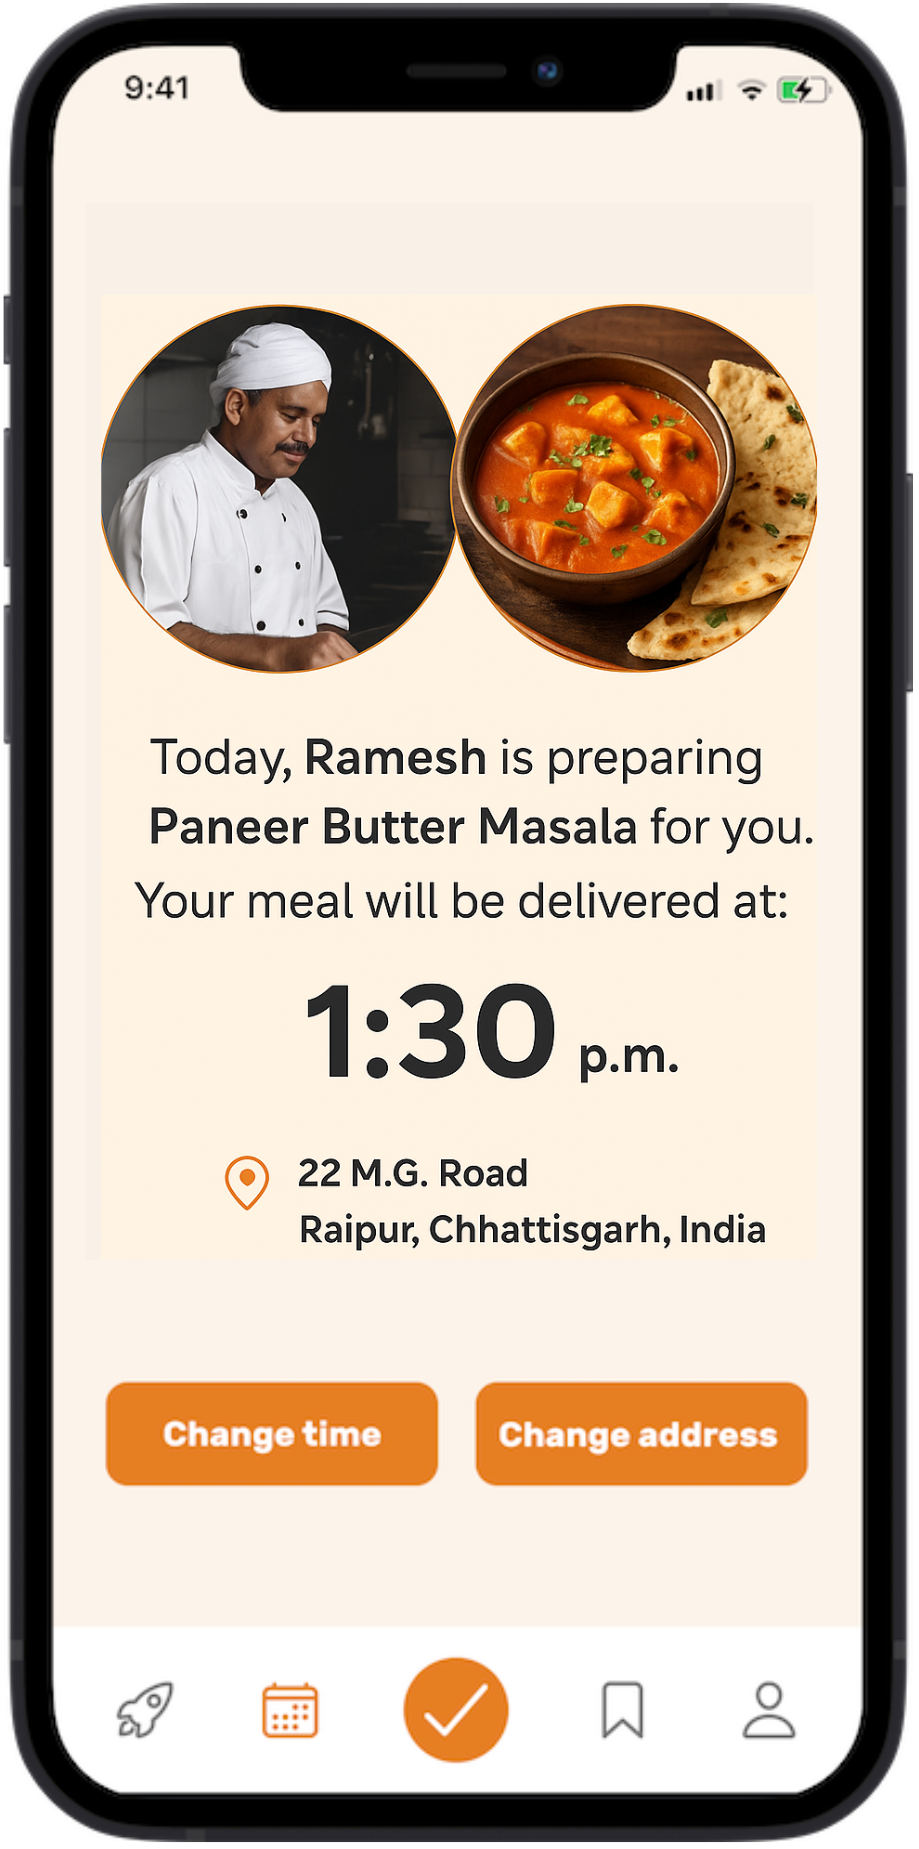 9:41
Today, Ramesh is preparing
Paneer Butter Masala for you.
Your meal will be delivered at:
1:30 p.m.
22 M.G. Road
Raipur, Chhattisgarh, India
Change time
Change address